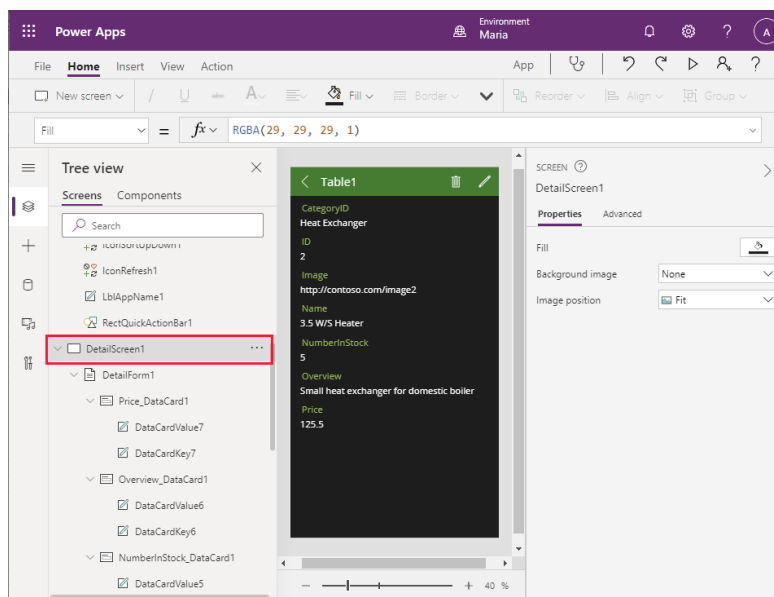 Power Apps
Environment
Maria
A
File Home Insert View Action App
New screen Fill Border Reorder Align Group
Fill = fx RGBA(29, 29, 29, 1)
Tree view
Screens Components
Search
IconSortUpDown1
IconRefresh1
LblAppName1
RectQuickActionBar1
DetailScreen1
DetailForm1
Price_DataCard1
DataCardValue7
DataCardKey7
Overview_DataCard1
DataCardValue6
DataCardKey6
NumberInStock_DataCard1
DataCardValue5
Table1
CategoryID
Heat Exchanger
ID
2
Image
http://contoso.com/image2
Name
3.5 W/S Heater
NumberInStock
5
Overview
Small heat exchanger for domestic boiler
Price
125.5
40 %
SCREEN
DetailScreen1
Properties Advanced
Fill
Background image None
Image position Fit